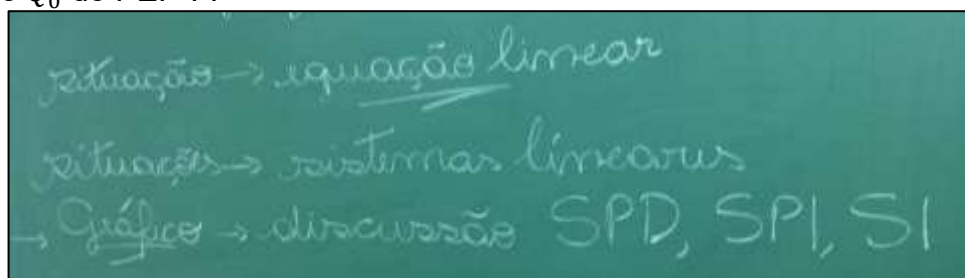 situação → equação linear
situações → sistemas lineares
→ Gráfico → discussão SPD, SPI, SI